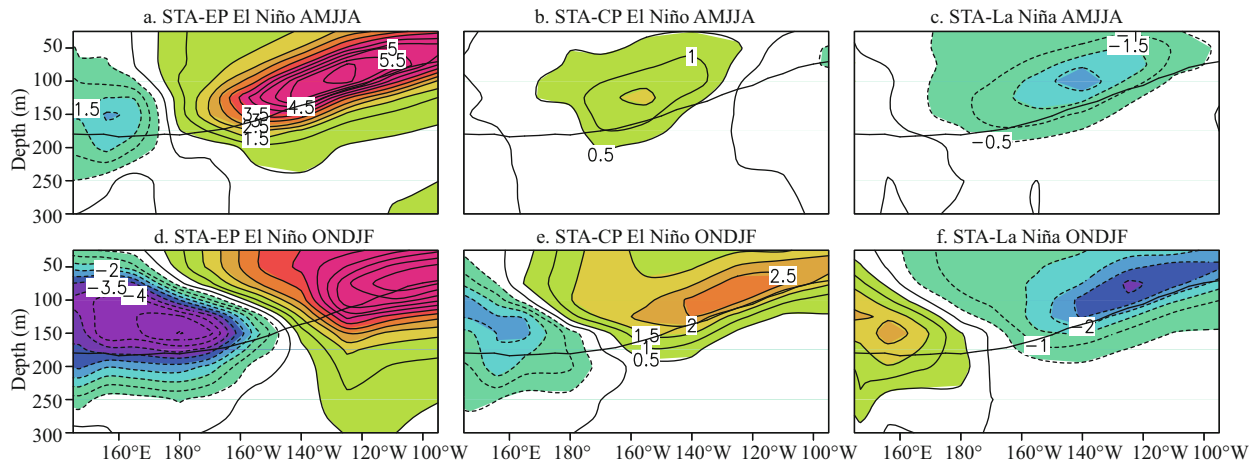 a. STA-EP El Niño AMJJA
b. STA-CP El Niño AMJJA
c. STA-La Niña AMJJA
Depth (m)
50
100
150
200
250
300
1.5
5
5.5
4.5
3.5
1.5
1
0.5
−1.5
−0.5
d. STA-EP El Niño ONDJF
e. STA-CP El Niño ONDJF
f. STA-La Niña ONDJF
Depth (m)
50
100
150
200
250
300
−2
−3.5
−4
2.5
2
1.5
1
0.5
−2
−1
160°E 180° 160°W 140°W 120°W 100°W
160°E 180° 160°W 140°W 120°W 100°W
160°E 180° 160°W 140°W 120°W 100°W